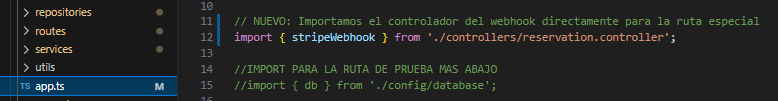 repositories
routes
services
utils
app.ts M
10
11 // NUEVO: Importamos el controlador del webhook directamente para la ruta especial
12 import { stripeWebhook } from './controllers/reservation.controller';
13
14 //IMPORT PARA LA RUTA DE PRUEBA MAS ABAJO
15 //import { db } from './config/database';